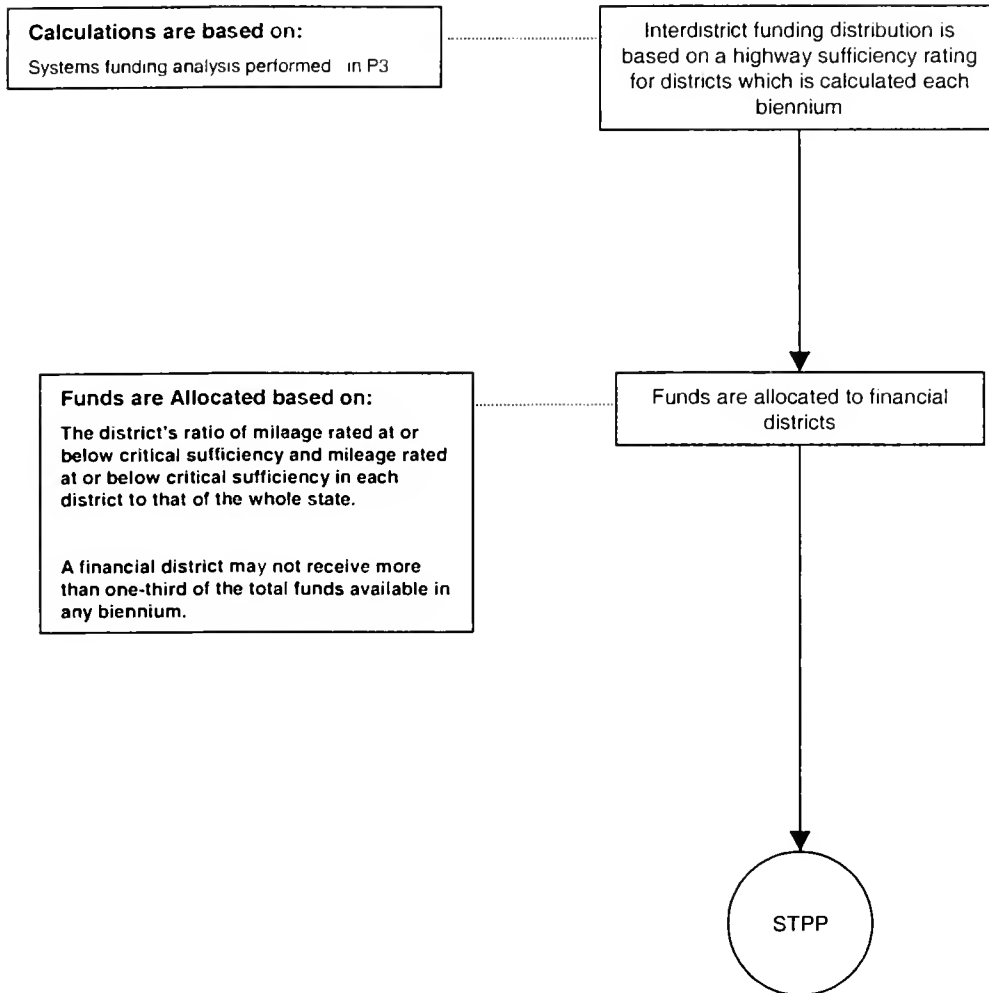 Calculations are based on:
Systems funding analysis performed in P3
Interdistrict funding distribution is
based on a highway sufficiency rating
for districts which is calculated each
biennium
Funds are Allocated based on:
The district's ratio of milaage rated at or
below critical sufficiency and mileage rated
at or below critical sufficiency in each
district to that of the whole state.
A financial district may not receive more
than one-third of the total funds available in
any biennium.
Funds are allocated to financial
districts
STPP